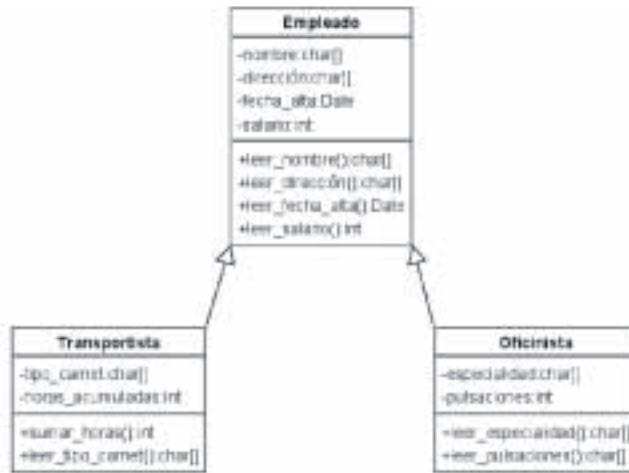 Empleado
-nombre:char[]
-dirección:char[]
-fecha_alta:Date
-salario:int
+leer_nombre():char[]
+leer_dirección():char[]
+leer_fecha_alta():Date
+leer_salario():int
Transportista
-tipo_carnet:char[]
-horas_acumuladas:int
+sumar_horas():int
+leer_tipo_carnet():char[]
Oficinista
-especialidad:char[]
-pulsaciones:int
+leer_especialidad():char[]
+leer_pulsaciones():char[]